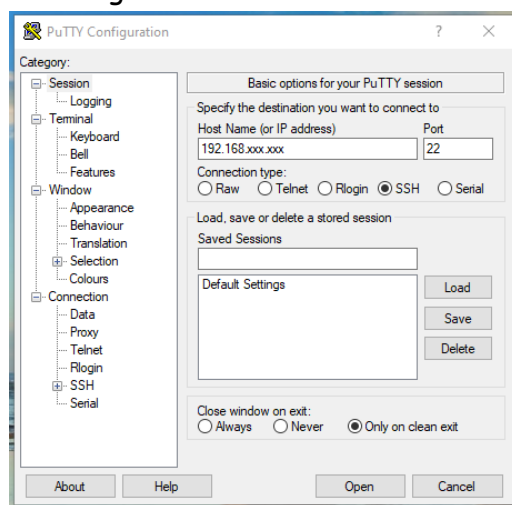 PuTTY Configuration
?
Category:
Session
Logging
Terminal
Keyboard
Bell
Features
Window
Appearance
Behaviour
Translation
Selection
Colours
Connection
Data
Proxy
Telnet
Rlogin
SSH
Serial
Basic options for your PuTTY session
Specify the destination you want to connect to
Host Name (or IP address) Port
192.168.xxx.xxx 22
Connection type:
Raw Telnet Rlogin SSH Serial
Load, save or delete a stored session
Saved Sessions
Default Settings
Load
Save
Delete
Close window on exit:
Always Never Only on clean exit
About Help Open Cancel